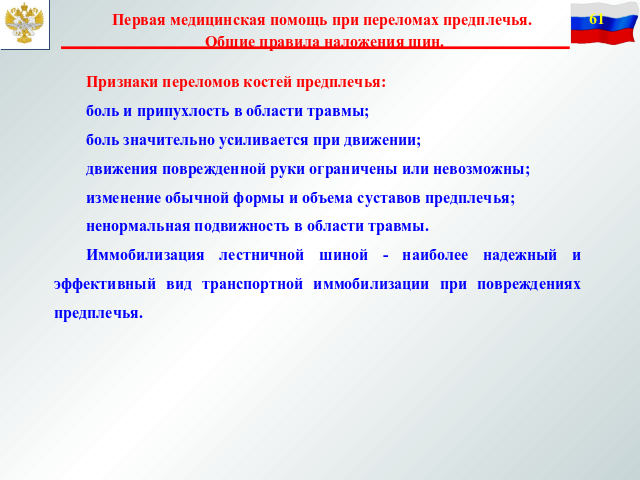 Первая медицинская помощь при переломах предплечья.
Общие правила наложения шин.
61
Признаки переломов костей предплечья:
боль и припухлость в области травмы;
боль значительно усиливается при движении;
движения поврежденной руки ограничены или невозможны;
изменение обычной формы и объема суставов предплечья;
ненормальная подвижность в области травмы.
Иммобилизация лестничной шиной - наиболее надежный и
эффективный вид транспортной иммобилизации при повреждениях
предплечья.